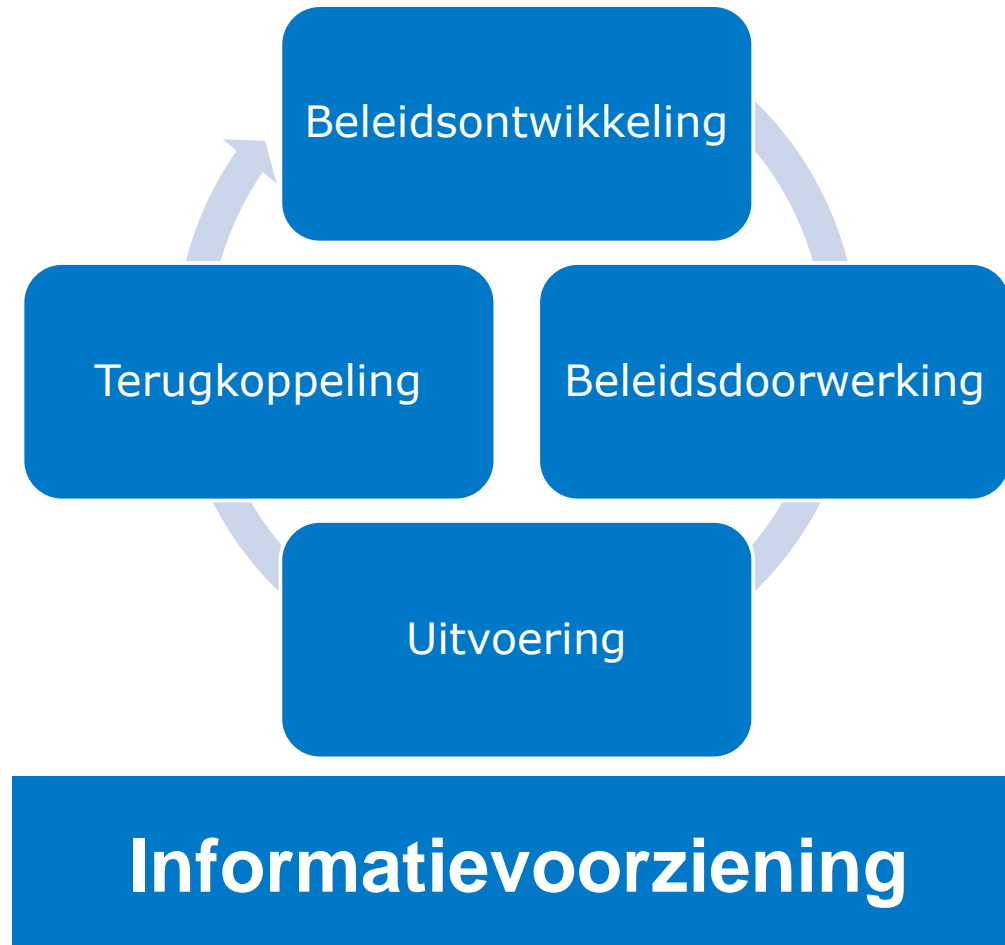 Beleidsontwikkeling
Terugkoppeling
Beleidsdoorwerking
Uitvoering
Informatievoorziening